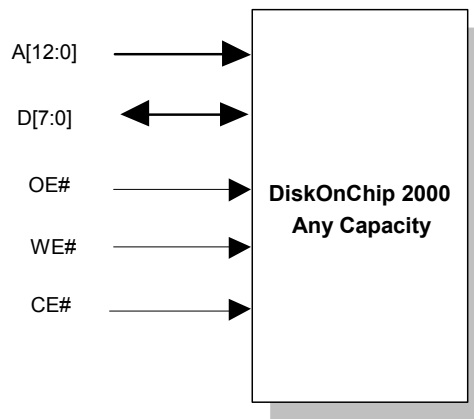 A[12:0]
D[7:0]
OE#
WE#
CE#
DiskOnChip 2000
Any Capacity